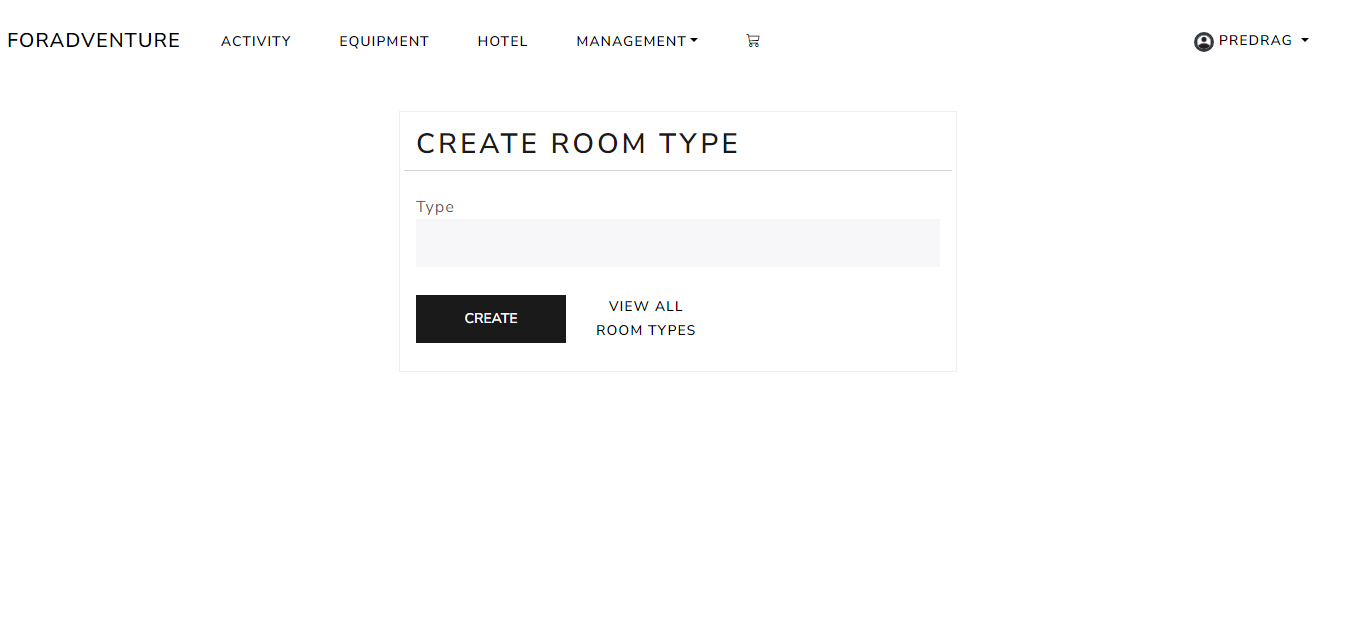 FORADVENTURE ACTIVITY EQUIPMENT HOTEL MANAGEMENT PREDRAG
CREATE ROOM TYPE
Type
CREATE
VIEW ALL
ROOM TYPES